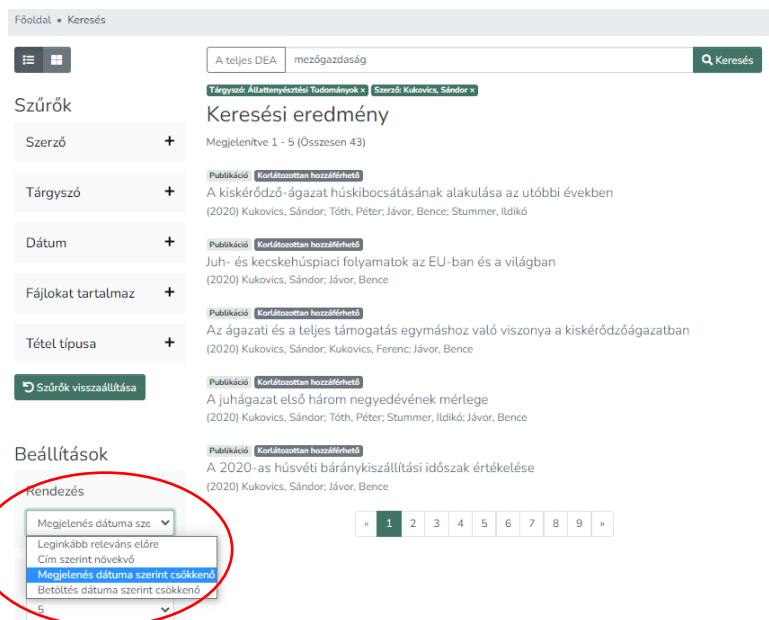 Főoldal • Keresés
A teljes DEA mezőgazdaság Keresés
Tárgyszó: Állattenyésztési Tudományok × Szerző: Kukovics, Sándor ×
Keresési eredmény
Megjelenítve 1 - 5 (Összesen 43)
Publikáció Korlátozottan hozzáférhető
A kiskérődző-ágazat húskibocsátásának alakulása az utóbbi években
(2020) Kukovics, Sándor; Tóth, Péter; Jávor, Bence; Stummer, Ildikó
Publikáció Korlátozottan hozzáférhető
Juh- és kecskehúspiaci folyamatok az EU-ban és a világban
(2020) Kukovics, Sándor; Jávor, Bence
Publikáció Korlátozottan hozzáférhető
Az ágazati és a teljes támogatás egymáshoz való viszonya a kiskérődzőágazatban
(2020) Kukovics, Sándor; Kukovics, Ferenc; Jávor, Bence
Publikáció Korlátozottan hozzáférhető
A juhágazat első három negyedévének mérlege
(2020) Kukovics, Sándor; Tóth, Péter; Stummer, Ildikó; Jávor, Bence
Publikáció Korlátozottan hozzáférhető
A 2020-as húsvéti báránykiszállítási időszak értékelése
(2020) Kukovics, Sándor; Jávor, Bence
« 1 2 3 4 5 6 7 8 9 »
Szűrők
Szerző +
Tárgyszó +
Dátum +
Fájlokat tartalmaz +
Tétel típusa +
Szűrők visszaállítása
Beállítások
Rendezés
Megjelenés dátuma sze
Leginkább releváns előre
Cím szerint növekvő
Megjelenés dátuma szerint csökkenő
Betöltés dátuma szerint csökkenő
5